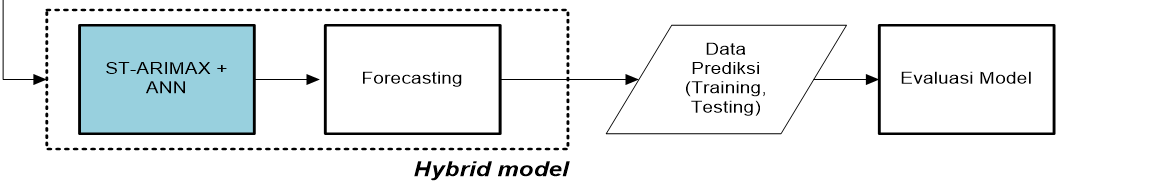 ST-ARIMAX +
ANN
Forecasting
Data
Prediksi
(Training,
Testing)
Evaluasi Model
Hybrid model